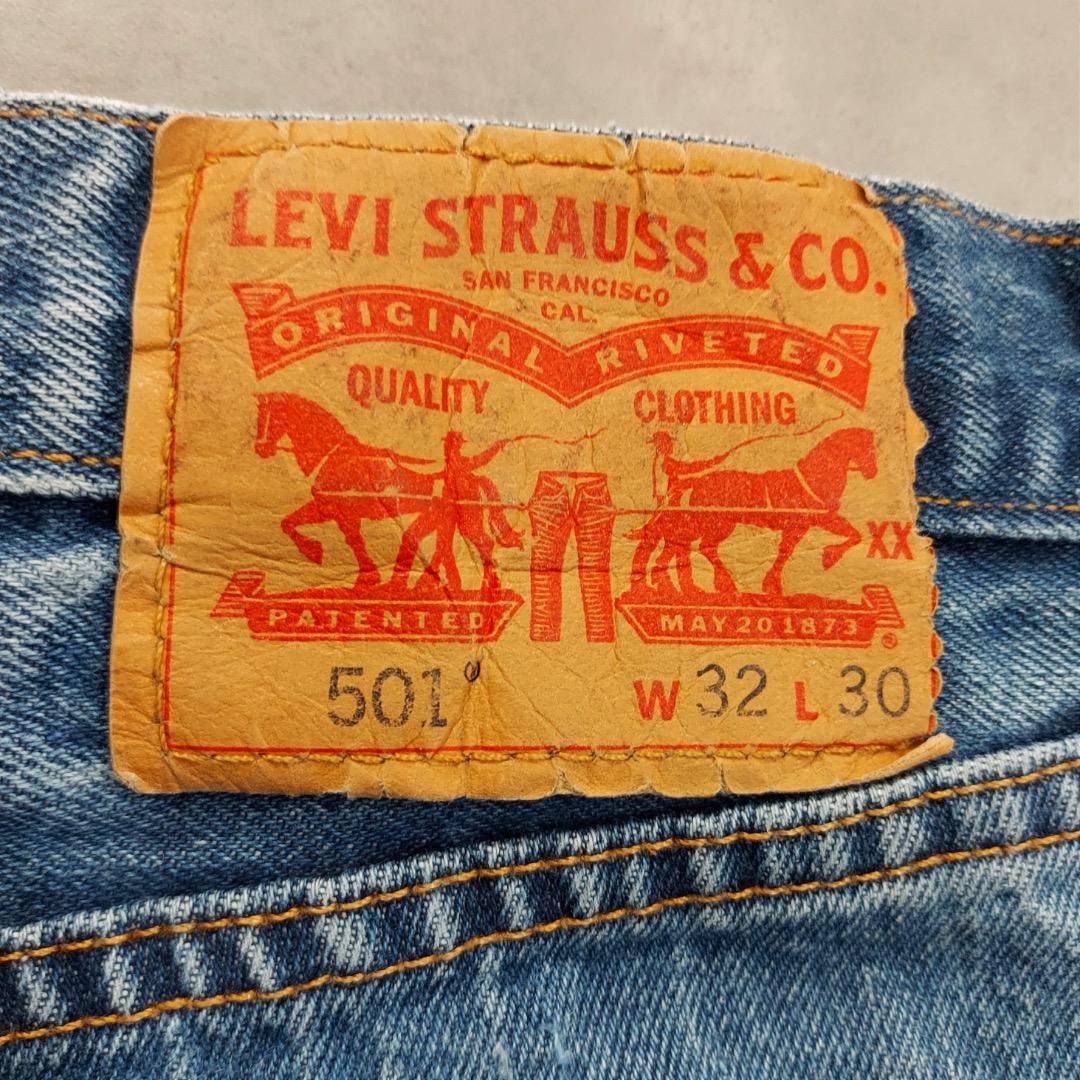 LEVI STRAUSS & CO.
SAN FRANCISCO
CAL.
ORIGINAL RIVETED
QUALITY CLOTHING
XX
PATENTED MAY 20 1873 ®
501® W 32 L 30